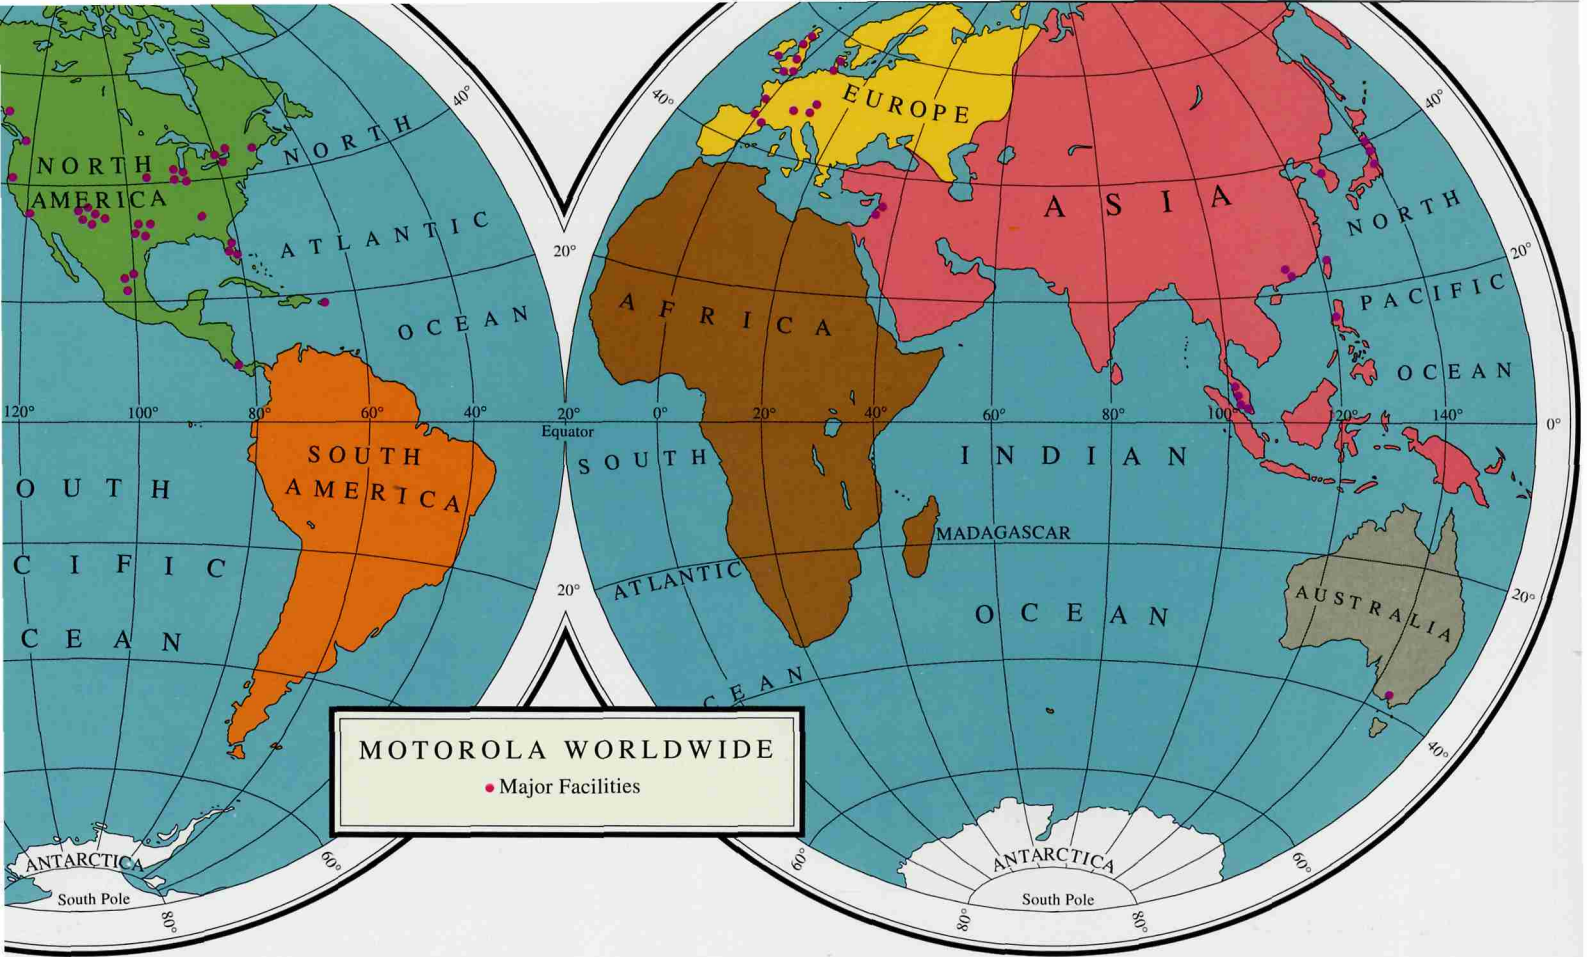 40°
40°
40°
EUROPE
NORTH
NORTH
AMERICA
ASIA
NORTH
ATLANTIC
20°
20°
PACIFIC
AFRICA
OCEAN
OCEAN
120°
100°
80°
60°
40°
20°
0°
20°
40°
60°
80°
100°
120°
140°
0°
Equator
SOUTH
AMERICA
SOUTH
INDIAN
OUTH
MADAGASCAR
CIFIC
ATLANTIC
20°
20°
AUSTRALIA
OCEAN
CEAN
CEAN
MOTOROLA WORLDWIDE
Major Facilities
40°
ANTARCTICA
South Pole
60°
80°
60°
ANTARCTICA
South Pole
60°
80°
80°